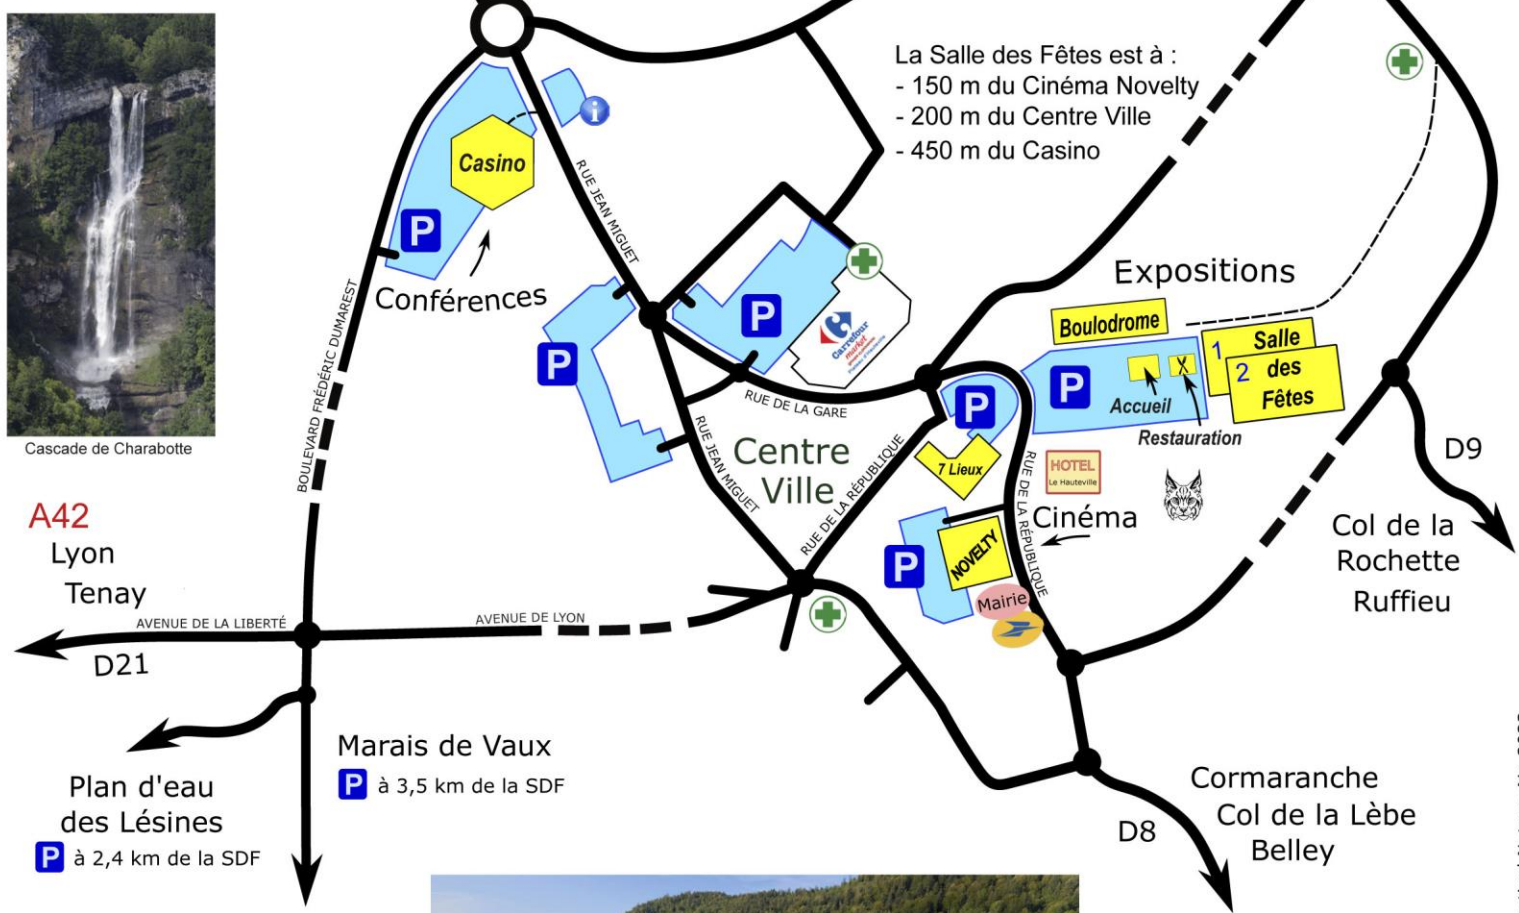 La Salle des Fêtes est à :
- 150 m du Cinéma Novelty
- 200 m du Centre Ville
- 450 m du Casino
Casino
P
i
RUE JEAN MIGUET
Conférences
Expositions
Boulodrome
1
Salle
2
des
Fêtes
P
P
P
P
P
Carrefour
market
Accueil
Restauration
RUE DE LA GARE
BOULEVARD FRÉDÉRIC DUMAREST
Cascade de Charabotte
RUE JEAN MIGUET
Centre
Ville
RUE DE LA RÉPUBLIQUE
7 Lieux
RUE DE LA RÉPUBLIQUE
HOTEL
Le Hauteville
D9
Cinéma
NOVELTY
P
Mairie
A42
Lyon
Tenay
AVENUE DE LA LIBERTÉ
AVENUE DE LYON
D21
Col de la
Rochette
Ruffieu
Marais de Vaux
P à 3,5 km de la SDF
Plan d'eau
des Lésines
P à 2,4 km de la SDF
Cormaranche
Col de la Lèbe
Belley
D8